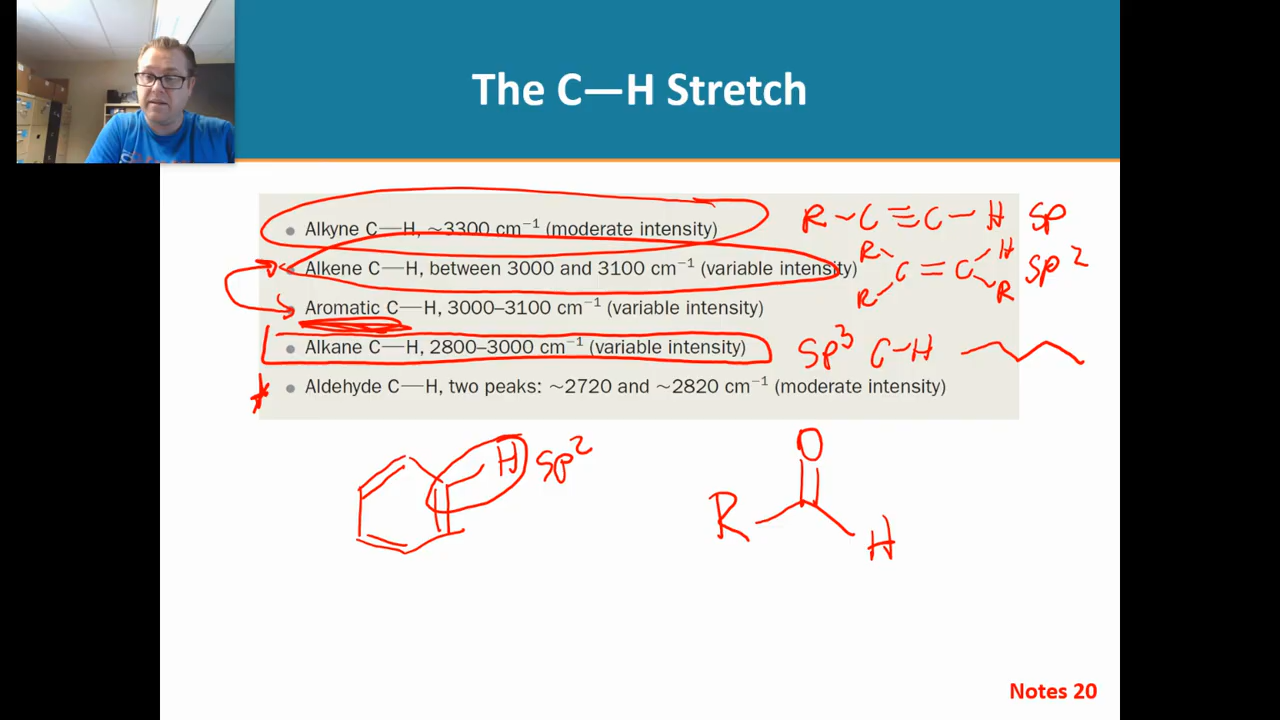 The C—H Stretch
• Alkyne C—H, ~3300 cm⁻¹ (moderate intensity) R-C≡C-H Sp
• Alkene C—H, between 3000 and 3100 cm⁻¹ (variable intensity) R R C=C H R Sp²
Aromatic C—H, 3000–3100 cm⁻¹ (variable intensity)
• Alkane C—H, 2800–3000 cm⁻¹ (variable intensity) Sp³ C-H
• Aldehyde C—H, two peaks: ~2720 and ~2820 cm⁻¹ (moderate intensity)
H Sp²
O
R
H
Notes 20